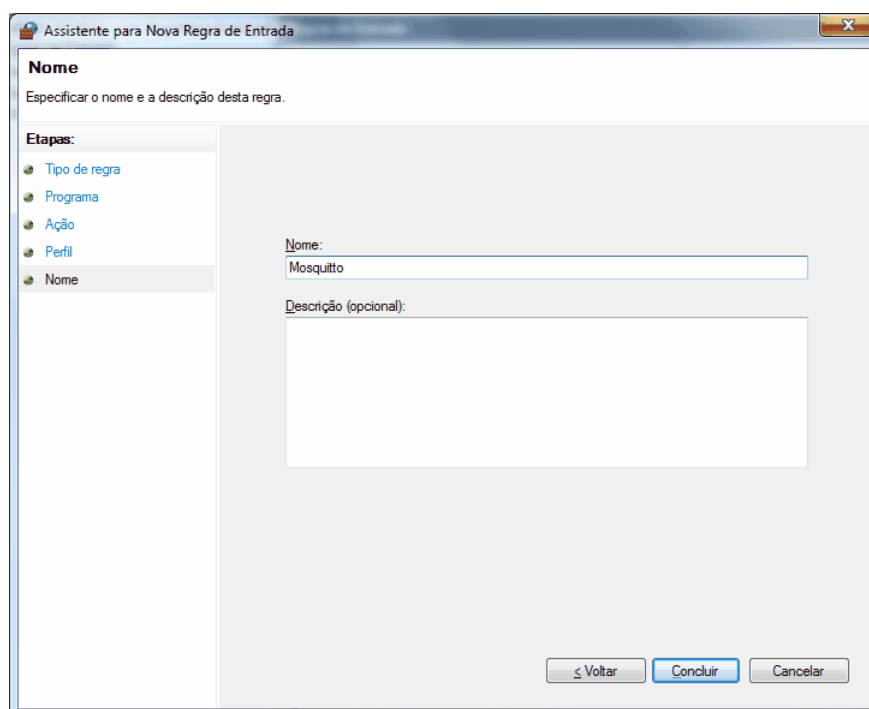 Assistente para Nova Regra de Entrada
Nome
Especificar o nome e a descrição desta regra.
Etapas:
Tipo de regra
Programa
Ação
Perfil
Nome
Nome:
Mosquitto
Descrição (opcional):
< Voltar
Concluir
Cancelar